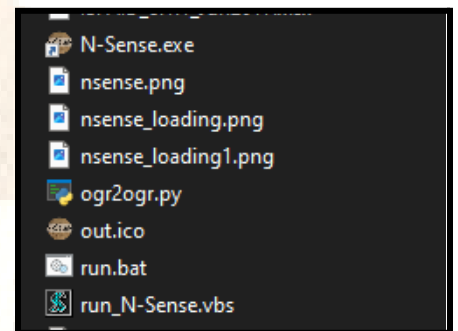 N-Sense.exe
nsense.png
nsense_loading.png
nsense_loading1.png
ogr2ogr.py
out.ico
run.bat
run_N-Sense.vbs